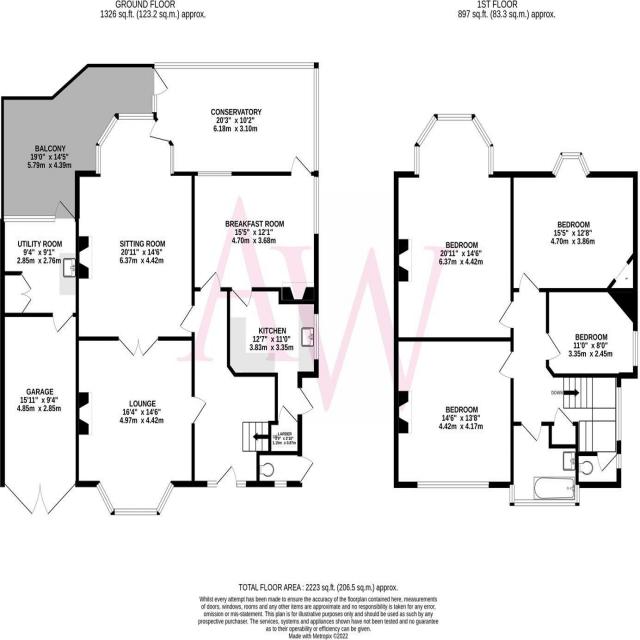 GROUND FLOOR
1326 sq.ft. (123.2 sq.m.) approx.
1ST FLOOR
897 sq.ft. (83.3 sq.m.) approx.
CONSERVATORY
20'3" x 10'2"
6.18m x 3.10m
BALCONY
19'0" x 14'5"
5.79m x 4.39m
BREAKFAST ROOM
15'5" x 12'1"
4.70m x 3.68m
UTILITY ROOM
9'4" x 9'1"
2.85m x 2.76m
SITTING ROOM
20'11" x 14'6"
6.37m x 4.42m
KITCHEN
12'7" x 11'0"
3.83m x 3.35m
GARAGE
15'11" x 9'4"
4.85m x 2.85m
LOUNGE
16'4" x 14'6"
4.97m x 4.42m
LARDER
BEDROOM
15'5" x 12'8"
4.70m x 3.86m
BEDROOM
20'11" x 14'6"
6.37m x 4.42m
BEDROOM
11'0" x 8'0"
3.35m x 2.45m
DOWN
BEDROOM
14'6" x 13'8"
4.42m x 4.17m
AW
TOTAL FLOOR AREA : 2223 sq.ft. (206.5 sq.m.) approx.
Whilst every attempt has been made to ensure the accuracy of the floorplan contained here, measurements
of doors, windows, rooms and any other items are approximate and no responsibility is taken for any error,
omission or mis-statement. This plan is for illustrative purposes only and should be used as such by any
prospective purchaser. The services, systems and appliances shown have not been tested and no guarantee
as to their operability or efficiency can be given.
Made with Metropix ©2022